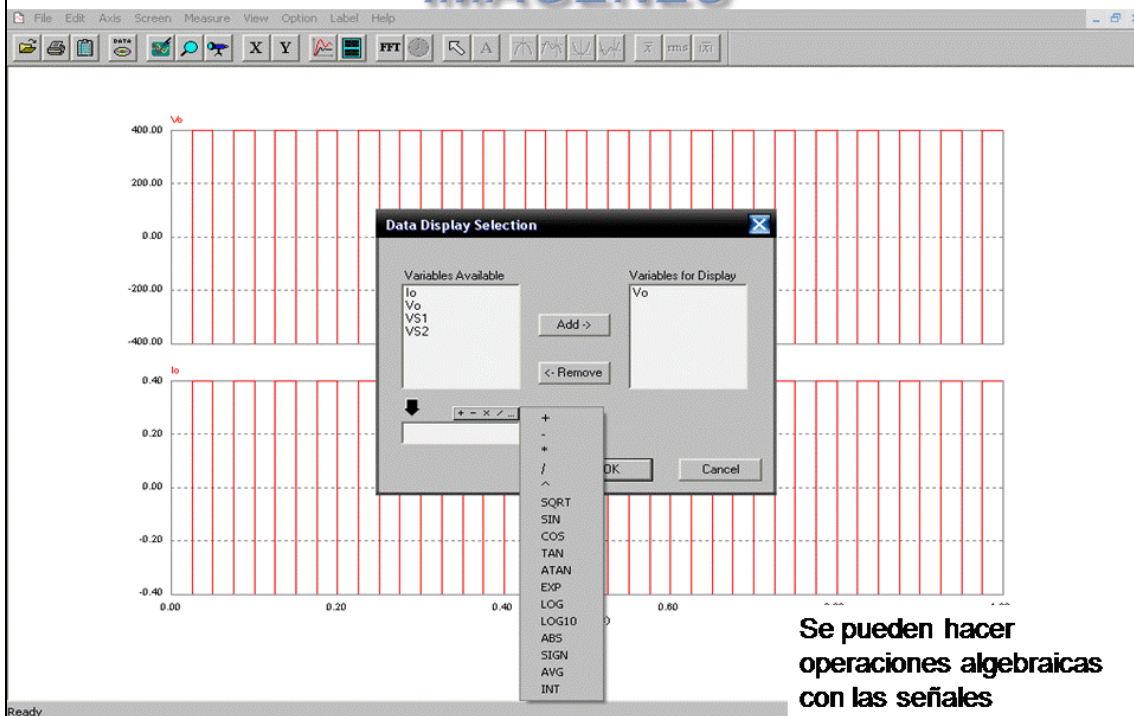 IMÁGENES
File Edit Axis Screen Measure View Option Label Help
DATA X Y FFT A x rms |x|
Vo
400.00
200.00
0.00
-200.00
-400.00
Io
0.40
0.20
0.00
-0.20
-0.40
0.00 0.20 0.40 0.60
Data Display Selection
Variables Available
Io
Vo
VS1
VS2
Add ->
<- Remove
Variables for Display
Vo
+ - × / ...
OK
Cancel
+
-
*
/
^
SQRT
SIN
COS
TAN
ATAN
EXP
LOG
LOG10
ABS
SIGN
AVG
INT
Se pueden hacer
operaciones algebraicas
con las señales
Ready